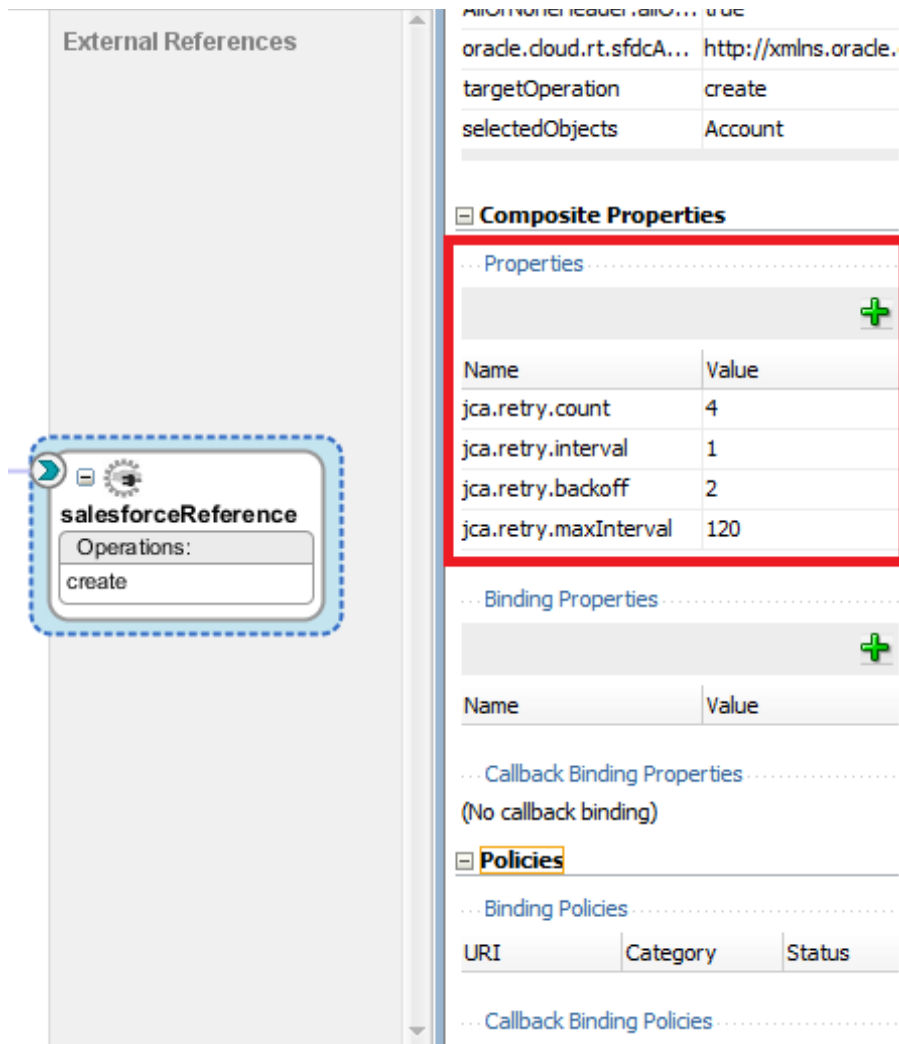 External References
salesforceReference
Operations:
create
oracle.cloud.rt.sfdcA... http://xmlns.oracle.
targetOperation create
selectedObjects Account
Composite Properties
Properties
Name Value
jca.retry.count 4
jca.retry.interval 1
jca.retry.backoff 2
jca.retry.maxInterval 120
Binding Properties
Name Value
Callback Binding Properties
(No callback binding)
Policies
Binding Policies
URI Category Status
Callback Binding Policies